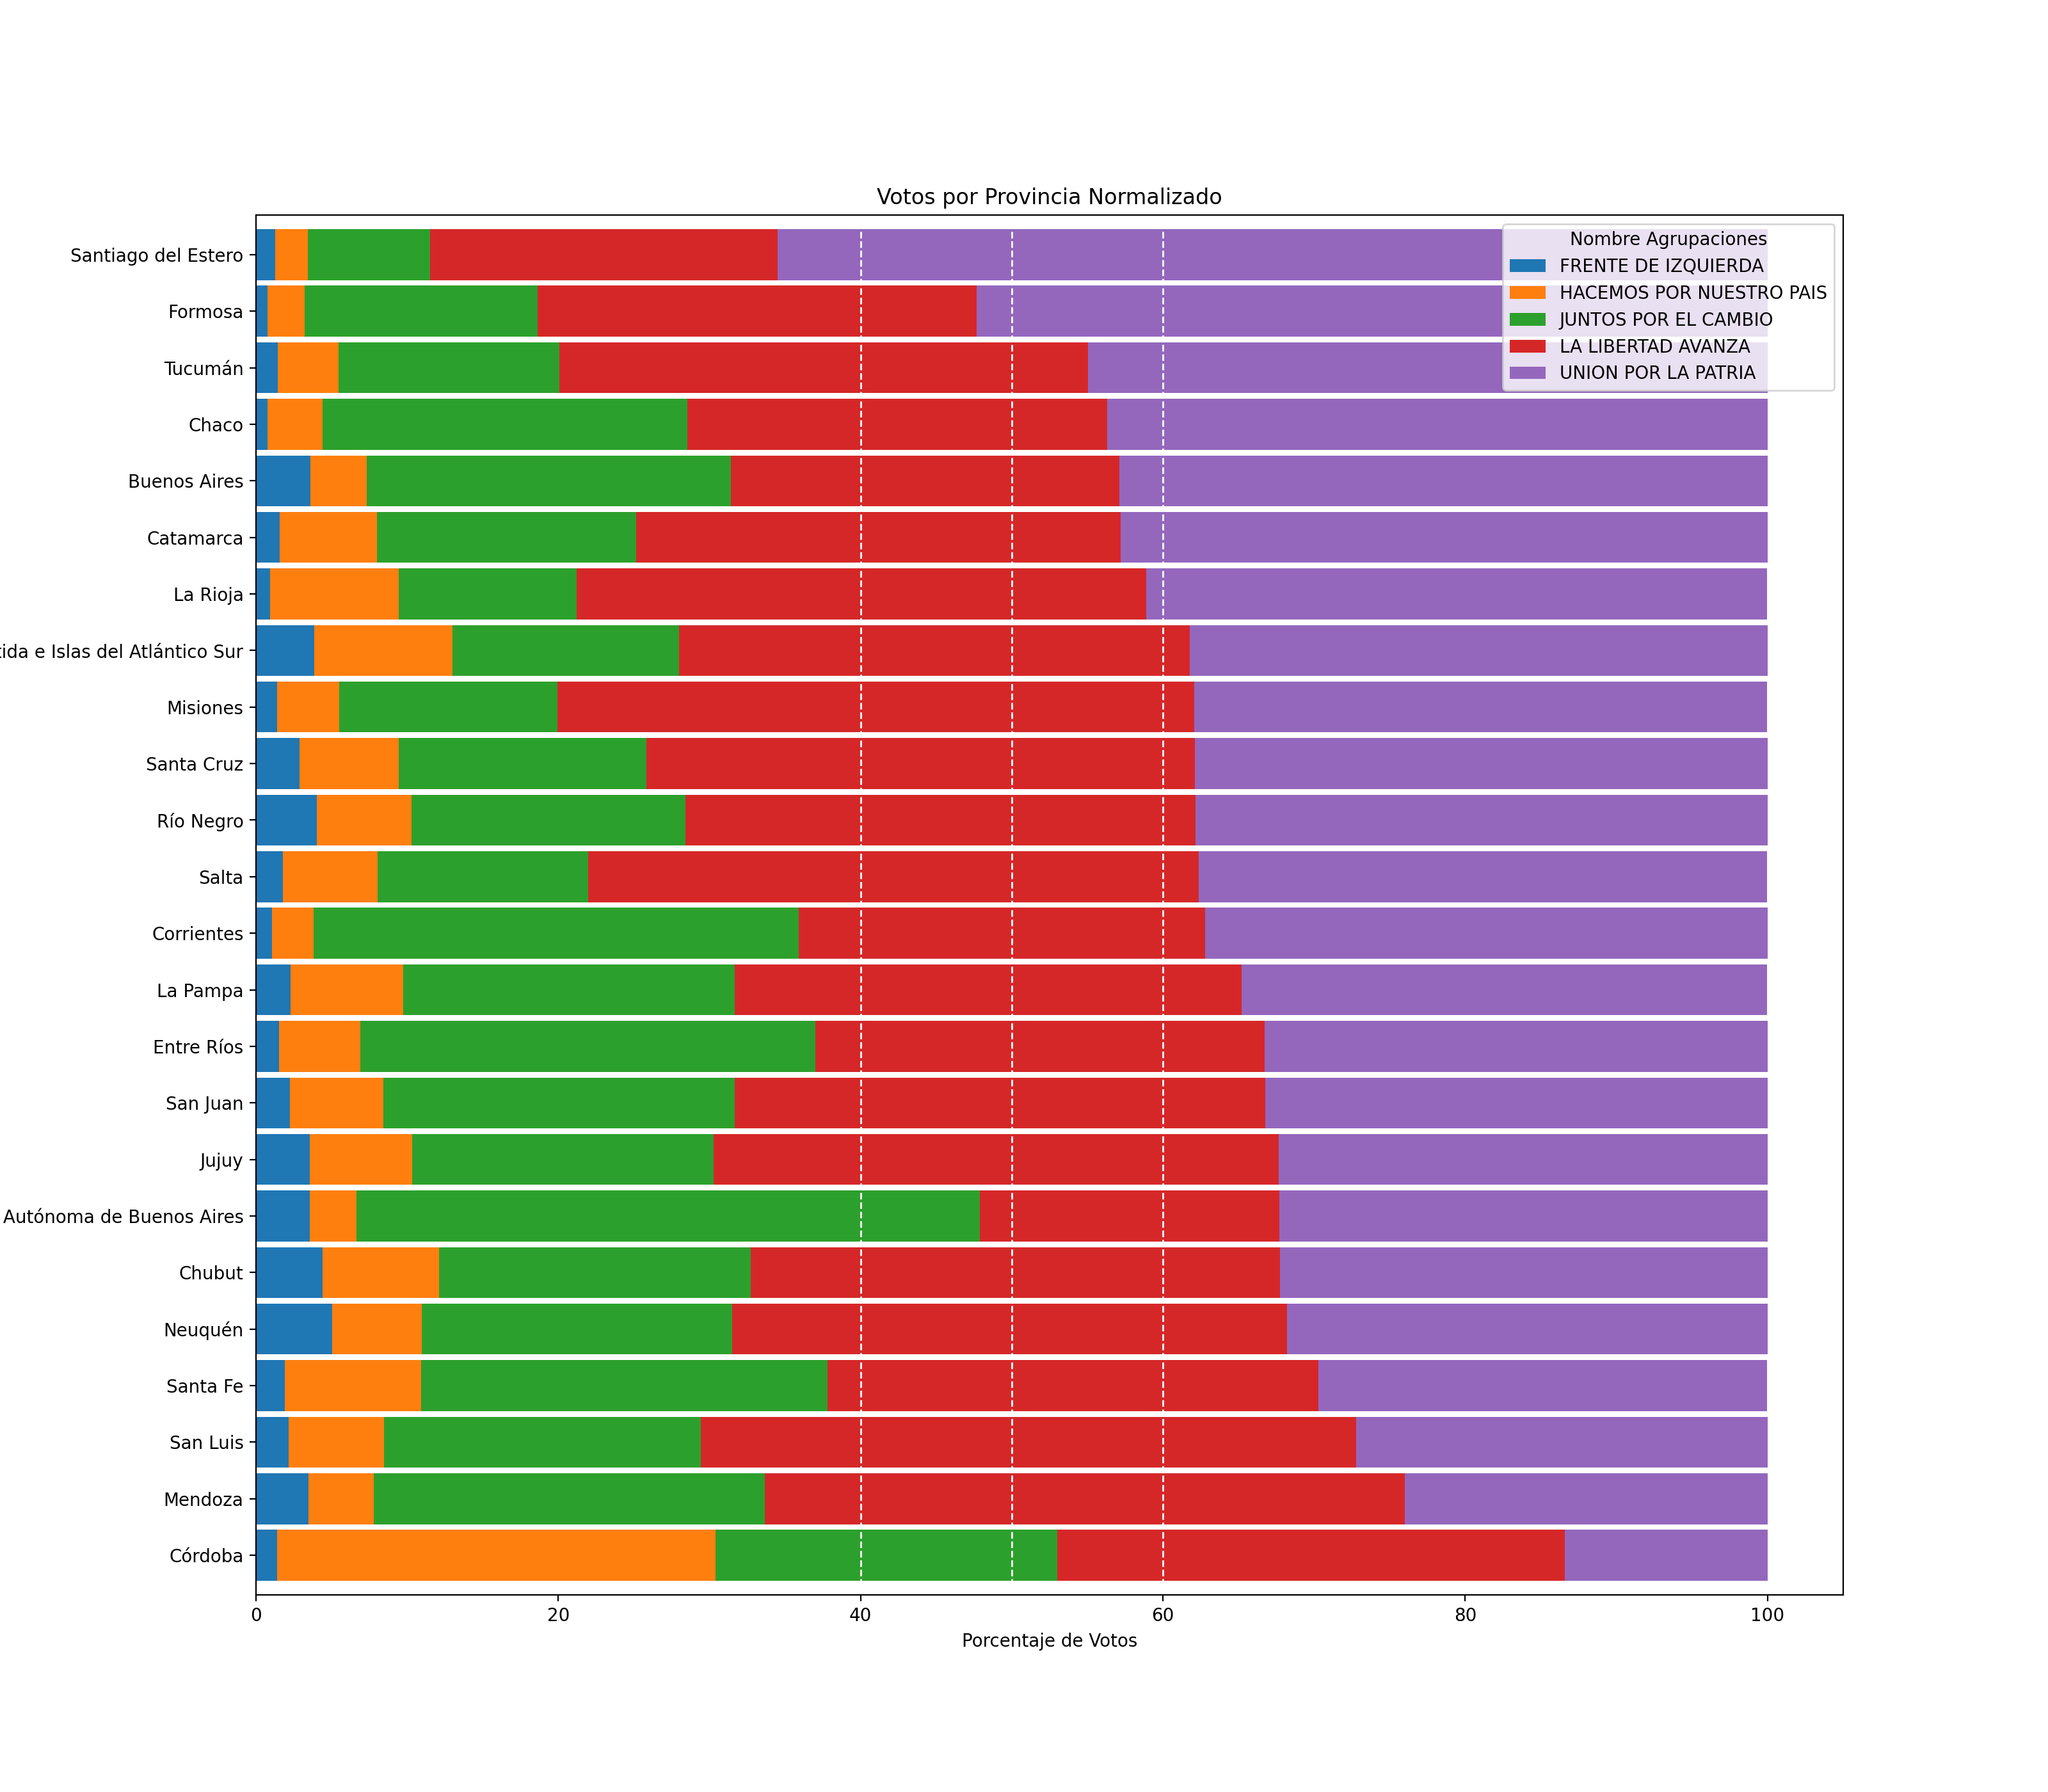 Votos por Provincia Normalizado
Nombre Agrupaciones
FRENTE DE IZQUIERDA
HACEMOS POR NUESTRO PAIS
JUNTOS POR EL CAMBIO
LA LIBERTAD AVANZA
UNION POR LA PATRIA
Santiago del Estero
Formosa
Tucumán
Chaco
Buenos Aires
Catamarca
La Rioja
e Islas del Atlántico Sur
Misiones
Santa Cruz
Río Negro
Salta
Corrientes
La Pampa
Entre Ríos
San Juan
Jujuy
Autónoma de Buenos Aires
Chubut
Neuquén
Santa Fe
San Luis
Mendoza
Córdoba
0 20 40 60 80 100
Porcentaje de Votos